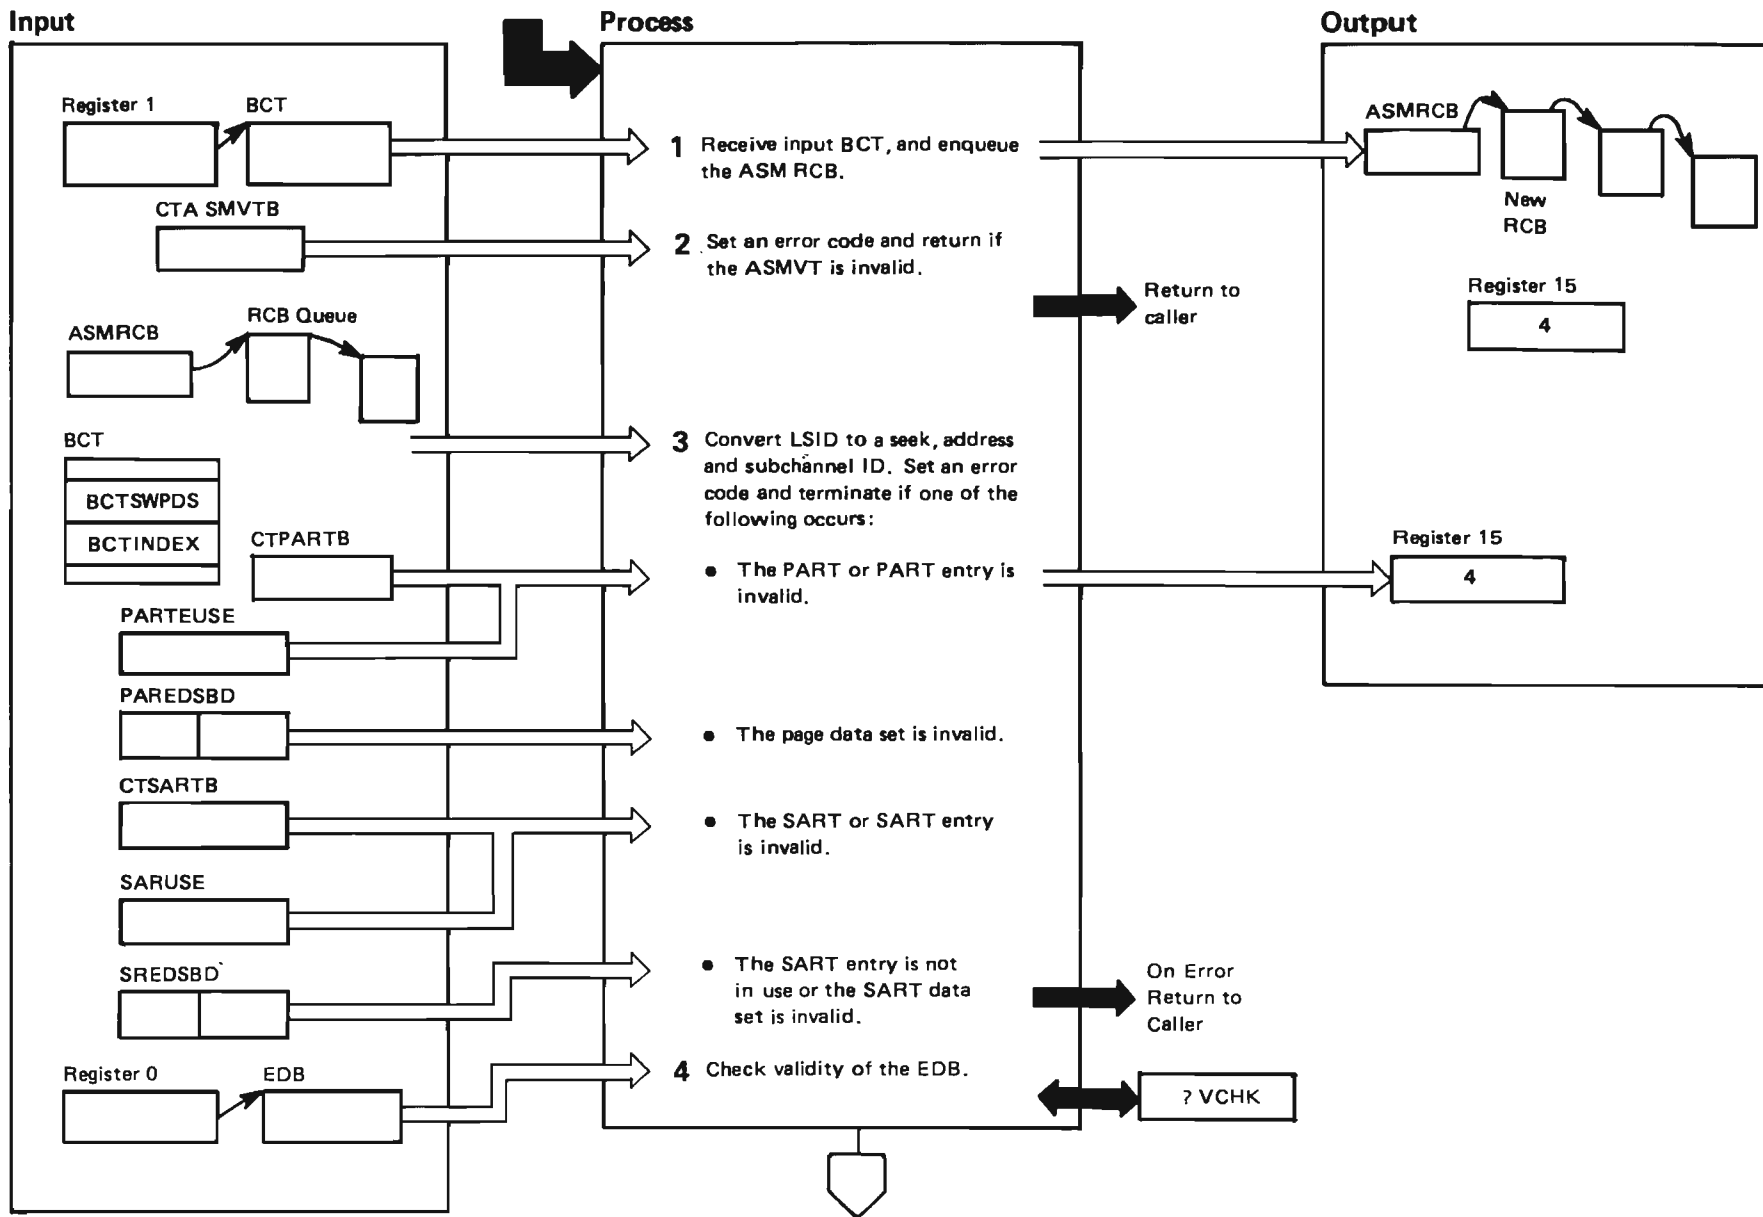 Input
Process
Output
Register 1
BCT
CTA SMVTB
ASMRCB
RCB Queue
BCT
BCTSWPDS
BCTINDEX
CTPARTB
PARTEUSE
PAREDSBD
CTSARTB
SARUSE
SREDSBD
Register 0
EDB
1 Receive input BCT, and enqueue
the ASM RCB.
2 Set an error code and return if
the ASMVT is invalid.
Return to
caller
3 Convert LSID to a seek, address
and subchannel ID. Set an error
code and terminate if one of the
following occurs:
• The PART or PART entry is
invalid.
• The page data set is invalid.
• The SART or SART entry
is invalid.
• The SART entry is not
in use or the SART data
set is invalid.
On Error
Return to
Caller
4 Check validity of the EDB.
? VCHK
ASMRCB
New
RCB
Register 15
4
Register 15
4